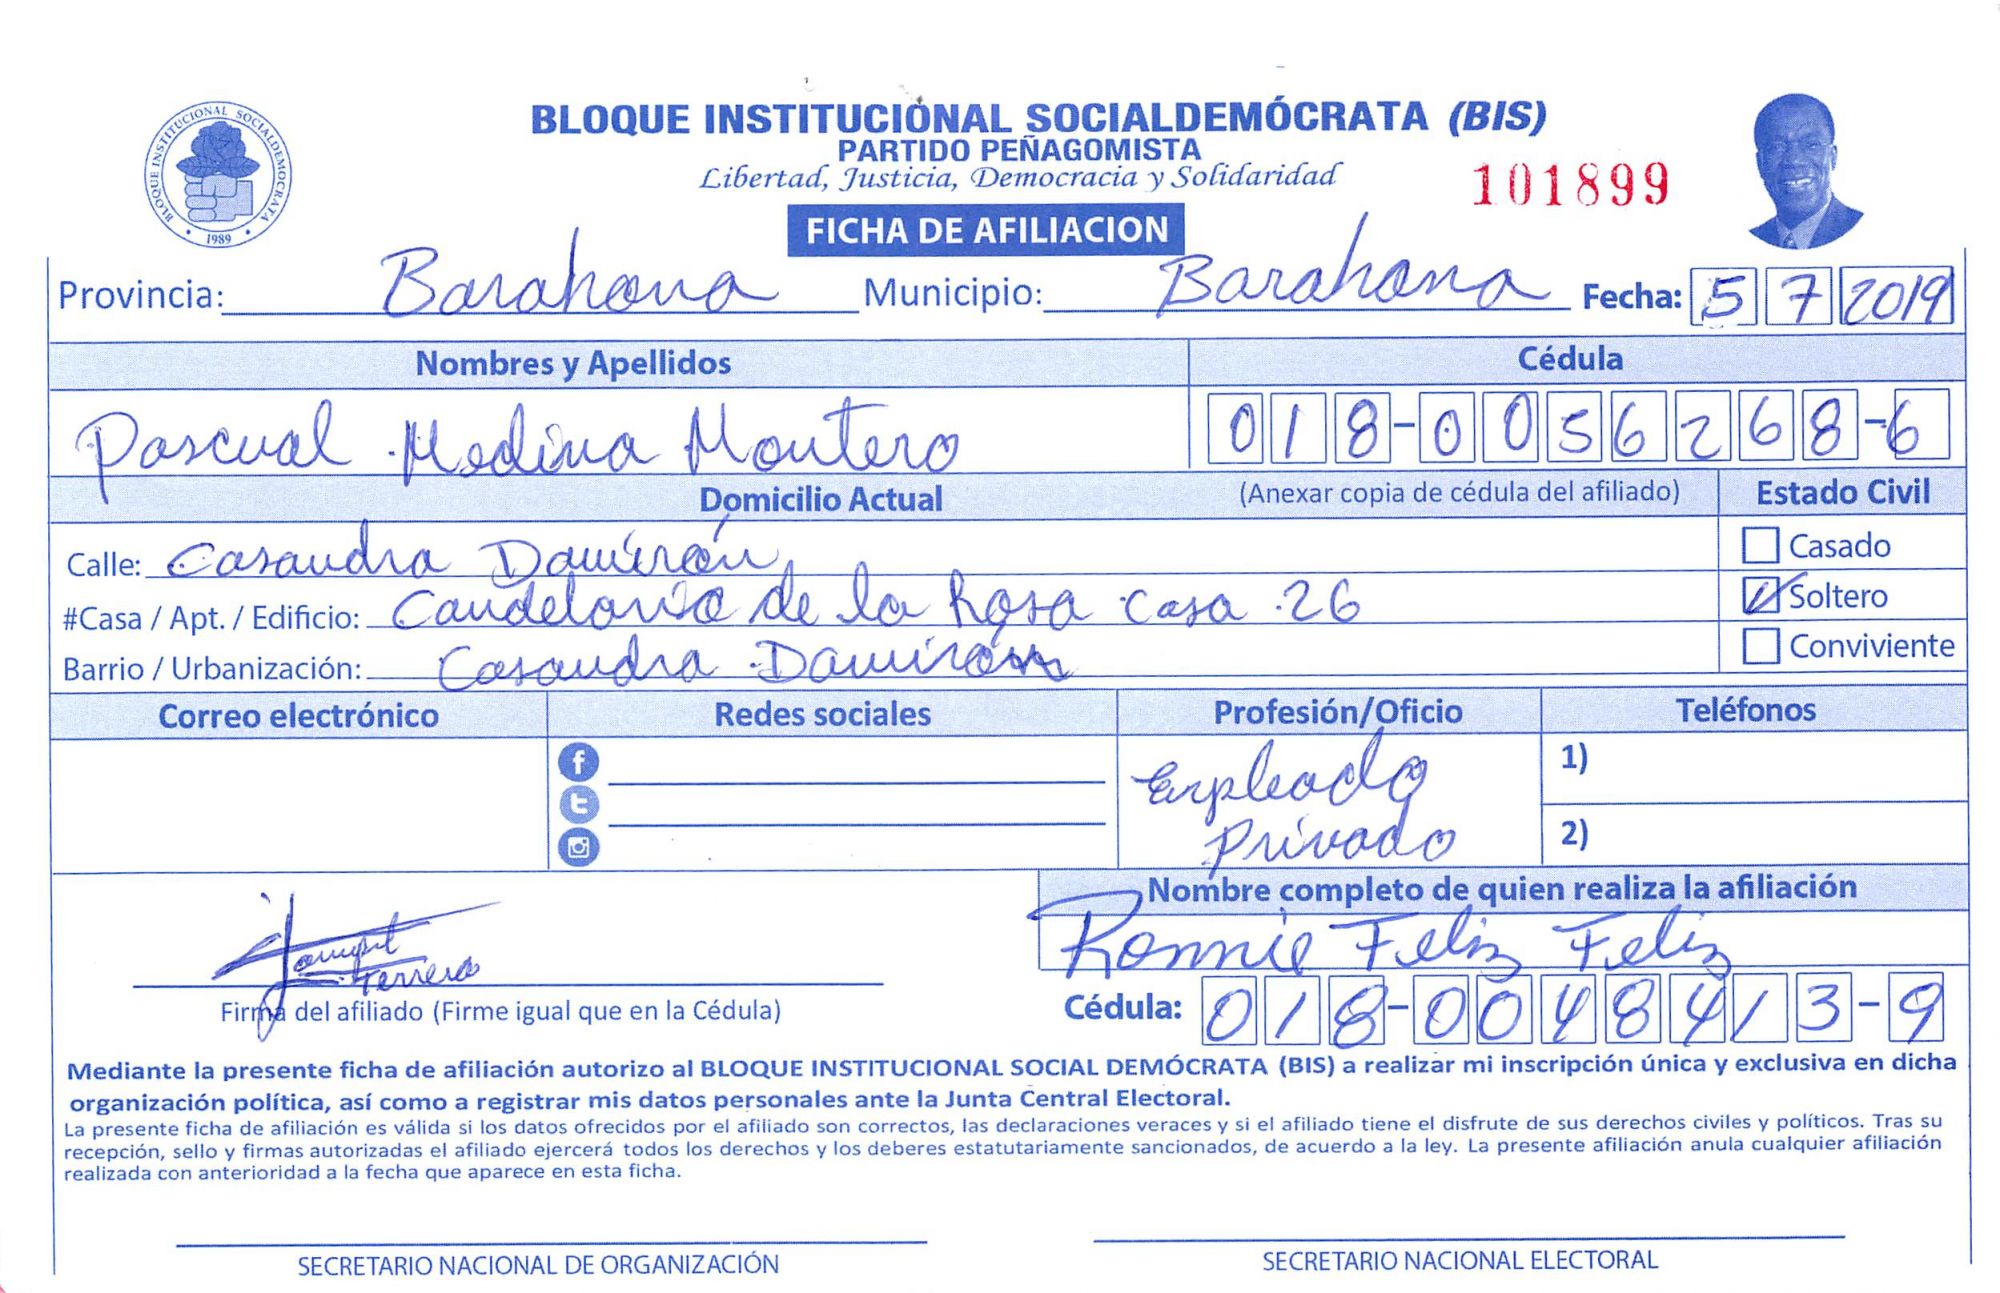 BLOQUE INSTITUCIONAL SOCIALDEMOCRATA
1989
BLOQUE INSTITUCIONAL SOCIALDEMÓCRATA (BIS)
PARTIDO PEÑAGOMISTA
Libertad, Justicia, Democracia y Solidaridad
101899
FICHA DE AFILIACION
Provincia: Barahona Municipio: Barahona Fecha: 5 7 2019
Nombres y Apellidos Cédula
Pascual Medina Montero 018-0056268-6
Domicilio Actual (Anexar copia de cédula del afiliado) Estado Civil
Calle: Casandra Damirón Casado
#Casa / Apt. / Edificio: Candelaria de la Rosa casa 26 Soltero
Barrio / Urbanización: Casandra Damirón Conviviente
Correo electrónico Redes sociales Profesión/Oficio Teléfonos
Empleado 1)
Privado 2)
Nombre completo de quien realiza la afiliación
Ronnie Feliz Feliz
Ferrera
Firma del afiliado (Firme igual que en la Cédula) Cédula: 018-0048413-9
Mediante la presente ficha de afiliación autorizo al BLOQUE INSTITUCIONAL SOCIAL DEMÓCRATA (BIS) a realizar mi inscripción única y exclusiva en dicha
organización política, así como a registrar mis datos personales ante la Junta Central Electoral.
La presente ficha de afiliación es válida si los datos ofrecidos por el afiliado son correctos, las declaraciones veraces y si el afiliado tiene el disfrute de sus derechos civiles y políticos. Tras su
recepción, sello y firmas autorizadas el afiliado ejercerá todos los derechos y los deberes estatutariamente sancionados, de acuerdo a la ley. La presente afiliación anula cualquier afiliación
realizada con anterioridad a la fecha que aparece en esta ficha.
SECRETARIO NACIONAL DE ORGANIZACIÓN SECRETARIO NACIONAL ELECTORAL